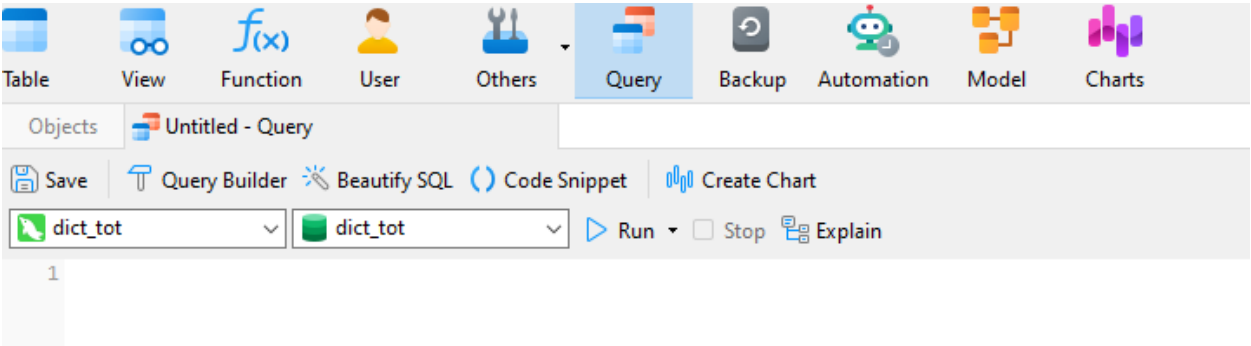 Table View Function User Others Query Backup Automation Model Charts
Objects Untitled - Query
Save Query Builder Beautify SQL Code Snippet Create Chart
dict_tot dict_tot Run Stop Explain
1